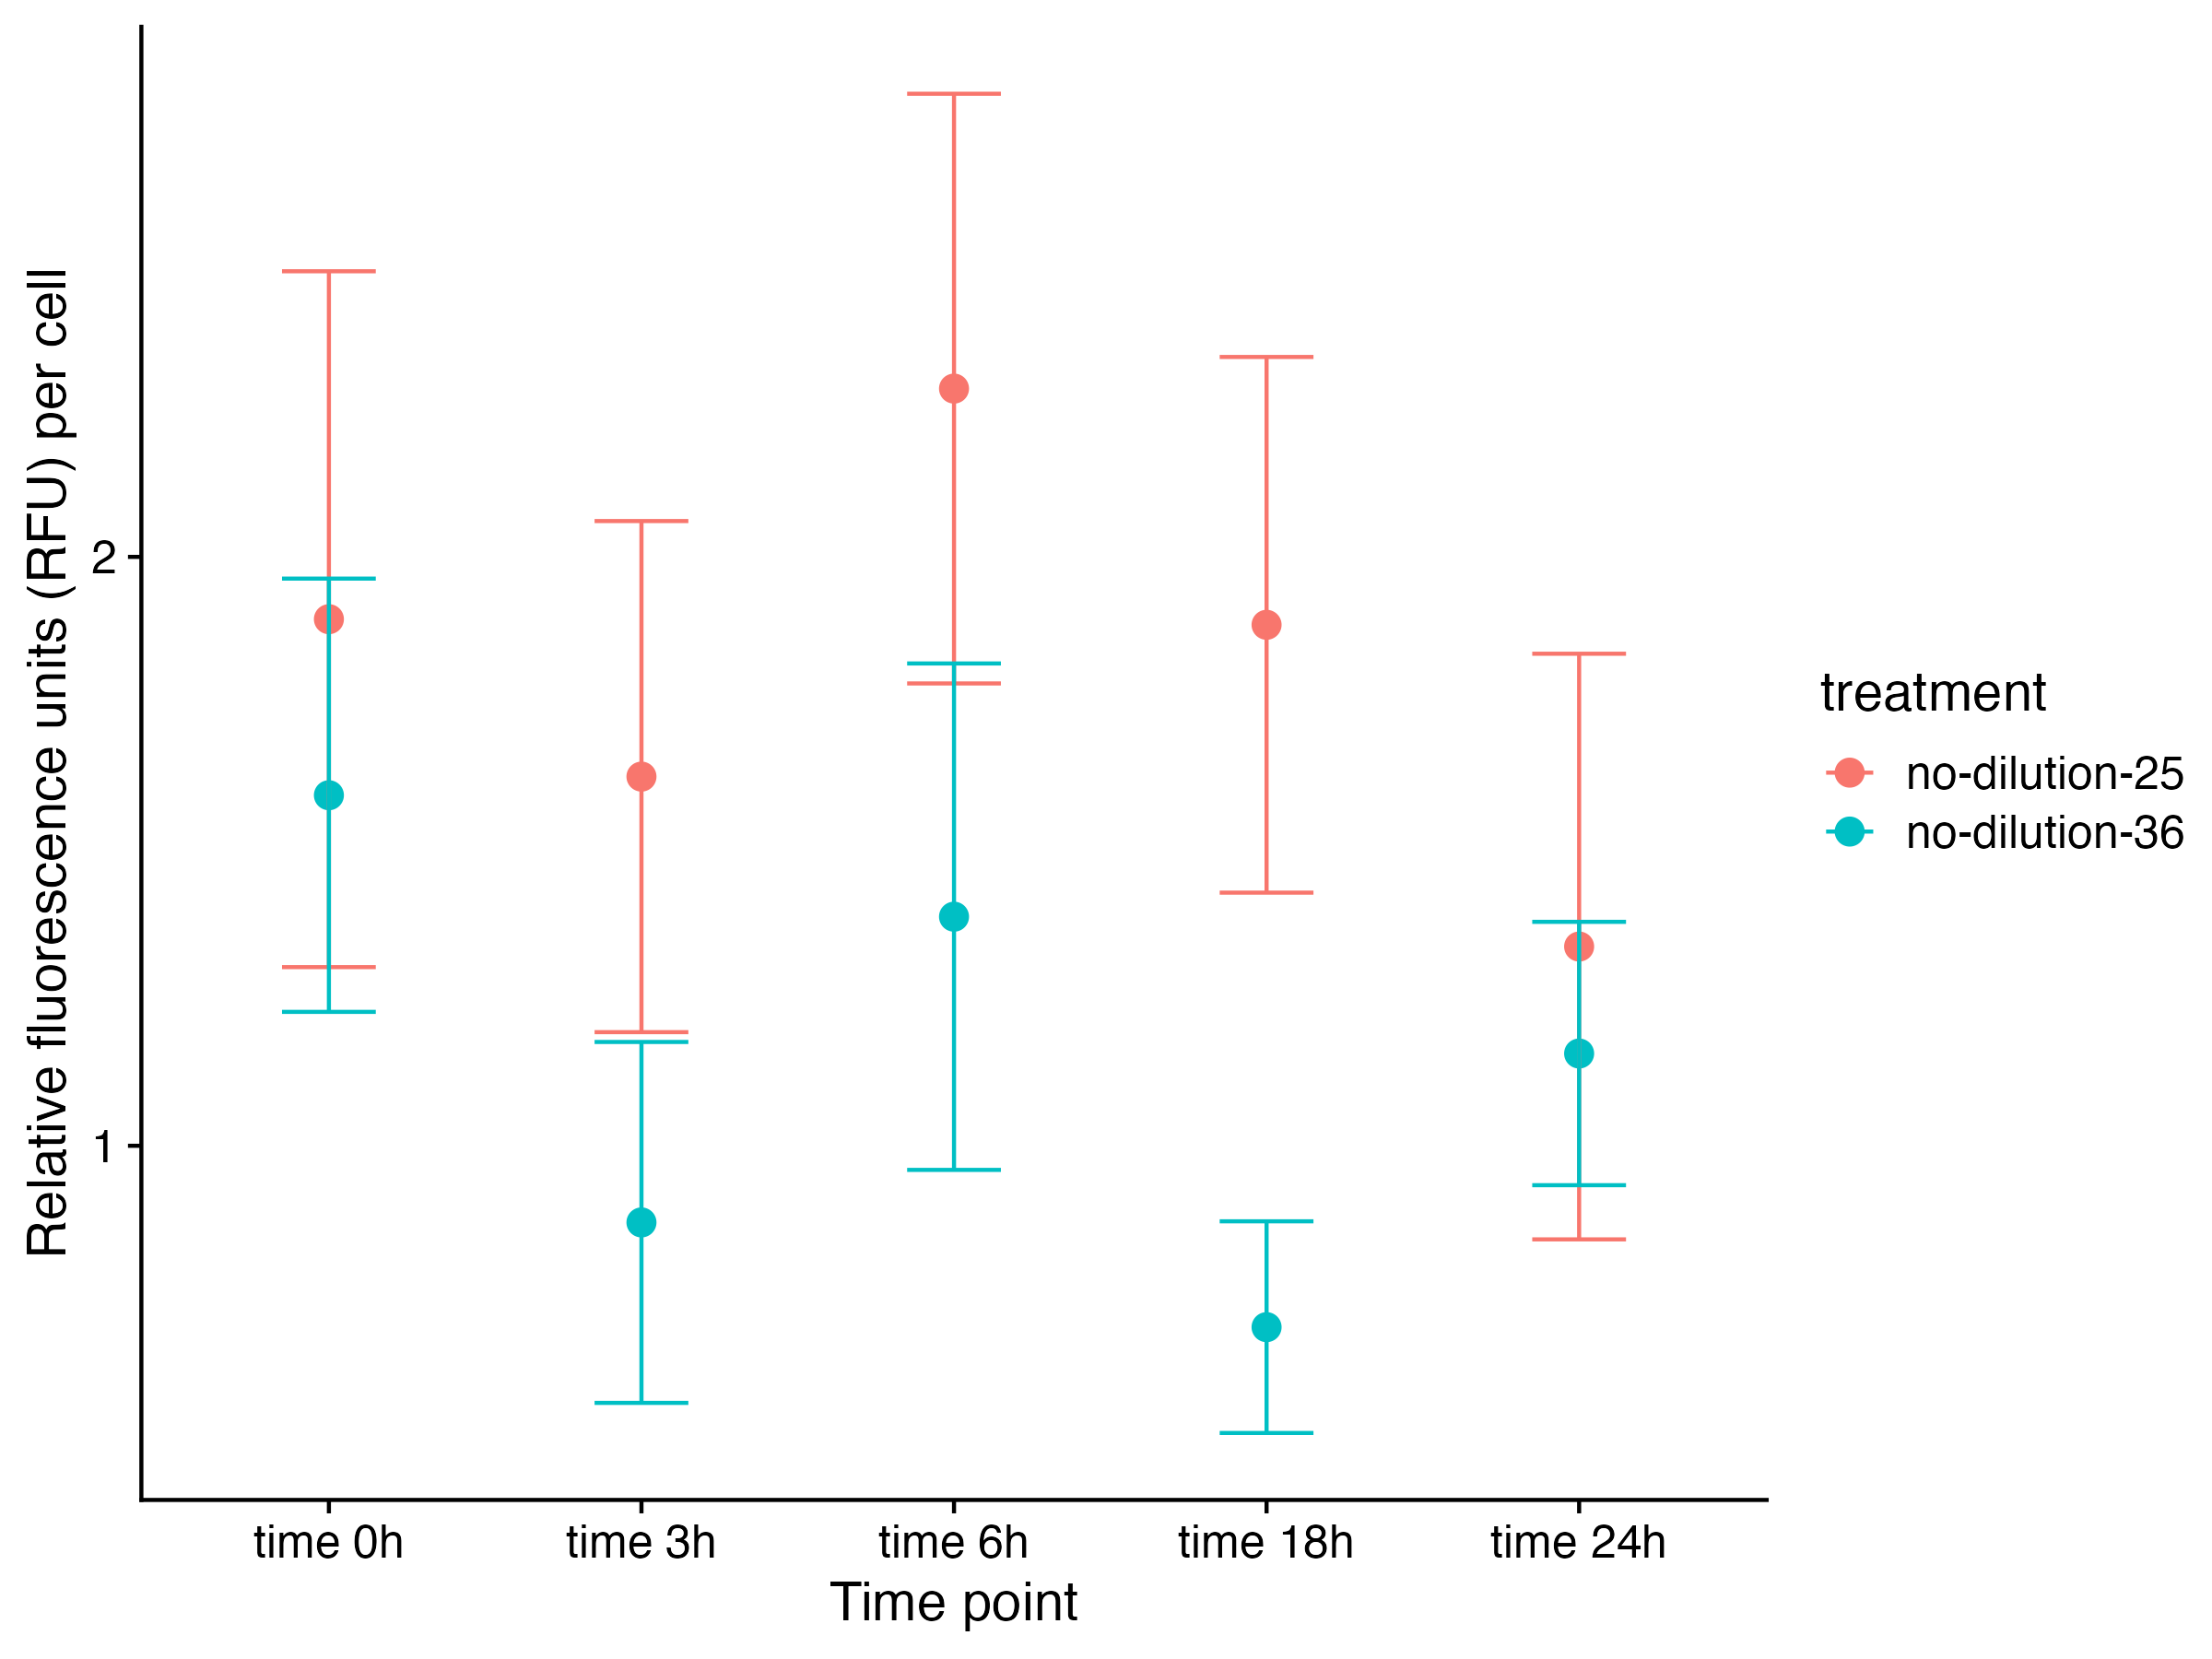 Relative fluorescence units (RFU) per cell
2
1
time 0h
time 3h
time 6h
time 18h
time 24h
Time point
treatment
no-dilution-25
no-dilution-36